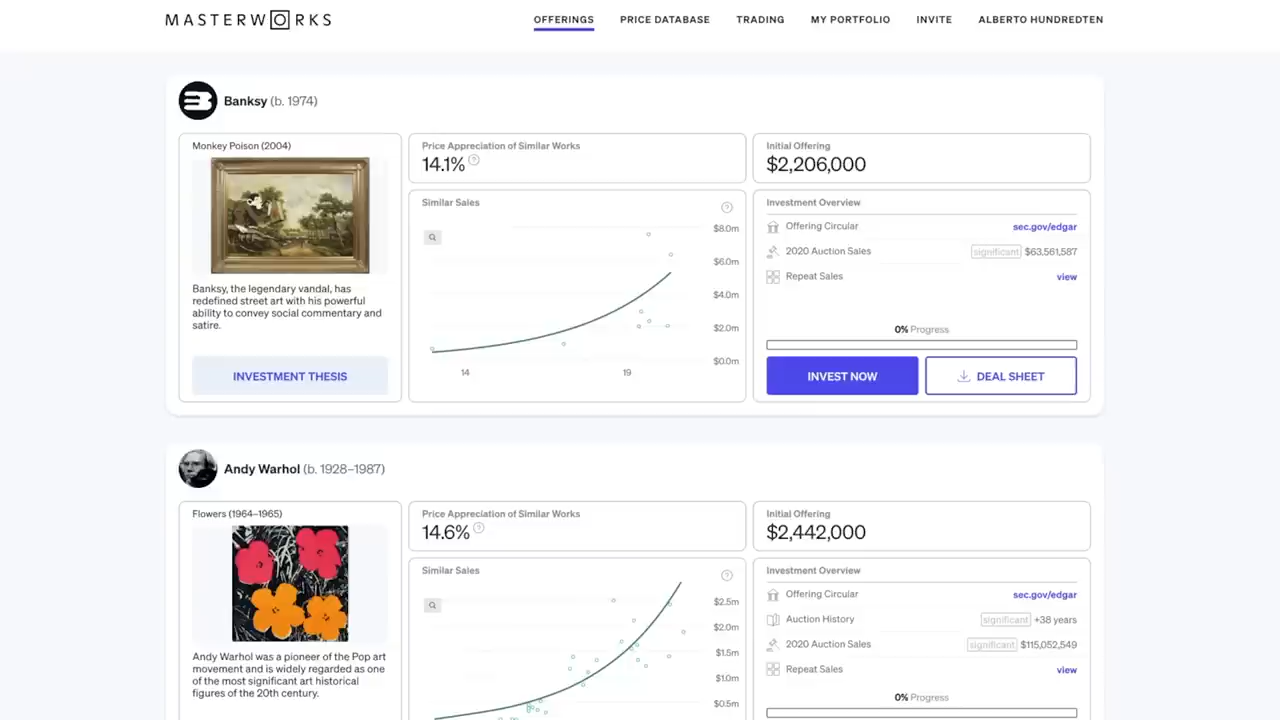 MASTERWORKS
OFFERINGS
PRICE DATABASE
TRADING
MY PORTFOLIO
INVITE
ALBERTO HUNDREDTEN
Banksy (b. 1974)
Monkey Poison (2004)
Banksy, the legendary vandal, has
redefined street art with his powerful
ability to convey social commentary and
satire.
INVESTMENT THESIS
Price Appreciation of Similar Works
14.1% ?
Similar Sales
?
$8.0m
$6.0m
$4.0m
$2.0m
$0.0m
14
19
Initial Offering
$2,206,000
Investment Overview
Offering Circular
sec.gov/edgar
2020 Auction Sales
significant $63,561,587
Repeat Sales
view
0% Progress
INVEST NOW
DEAL SHEET
Andy Warhol (b. 1928–1987)
Flowers (1964–1965)
Andy Warhol was a pioneer of the Pop art
movement and is widely regarded as one
of the most significant art historical
figures of the 20th century.
Price Appreciation of Similar Works
14.6% ?
Similar Sales
?
$2.5m
$2.0m
$1.5m
$1.0m
$0.5m
Initial Offering
$2,442,000
Investment Overview
Offering Circular
sec.gov/edgar
Auction History
significant +38 years
2020 Auction Sales
significant $115,052,549
Repeat Sales
view
0% Progress